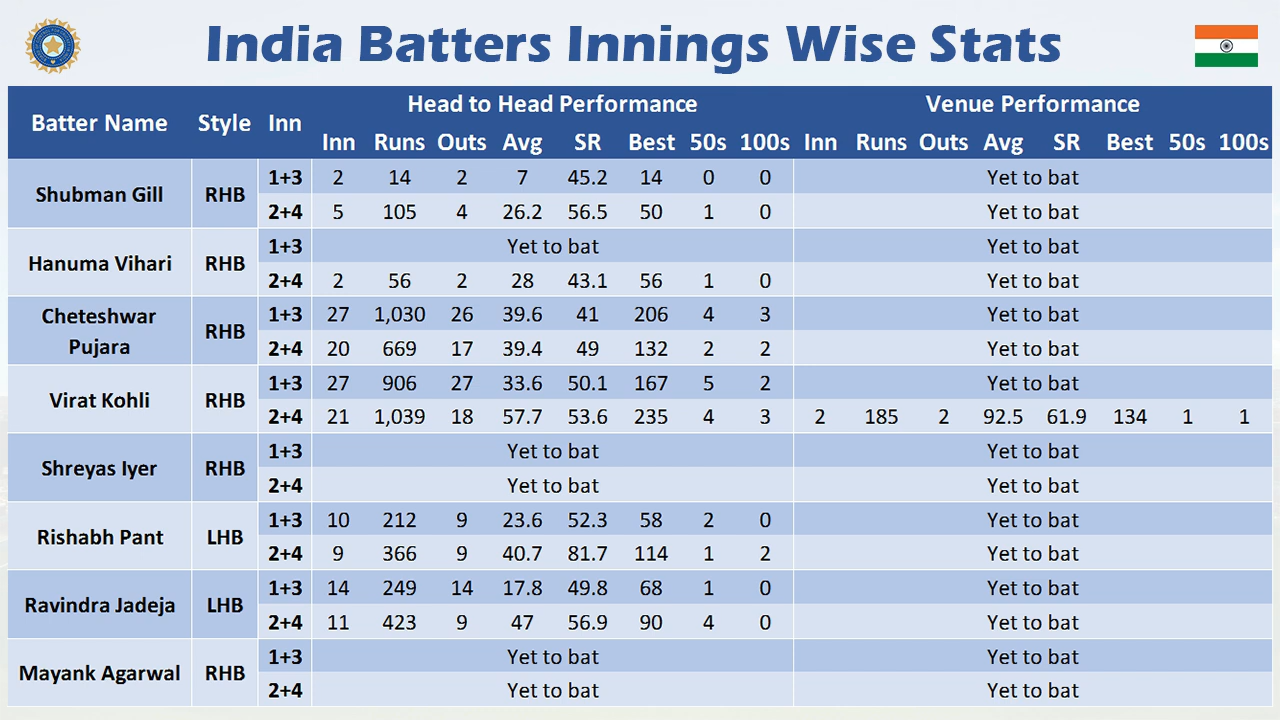 India Batters Innings Wise Stats
Head to Head Performance Venue Performance
Batter Name Style Inn
Inn Runs Outs Avg SR Best 50s 100s Inn Runs Outs Avg SR Best 50s 100s
Shubman Gill RHB
1+3 2 14 2 7 45.2 14 0 0 Yet to bat
2+4 5 105 4 26.2 56.5 50 1 0 Yet to bat
Hanuma Vihari RHB
1+3 Yet to bat Yet to bat
2+4 2 56 2 28 43.1 56 1 0 Yet to bat
Cheteshwar
Pujara
RHB
1+3 27 1,030 26 39.6 41 206 4 3 Yet to bat
2+4 20 669 17 39.4 49 132 2 2 Yet to bat
Virat Kohli RHB
1+3 27 906 27 33.6 50.1 167 5 2 Yet to bat
2+4 21 1,039 18 57.7 53.6 235 4 3 2 185 2 92.5 61.9 134 1 1
Shreyas Iyer RHB
1+3 Yet to bat Yet to bat
2+4 Yet to bat Yet to bat
Rishabh Pant LHB
1+3 10 212 9 23.6 52.3 58 2 0 Yet to bat
2+4 9 366 9 40.7 81.7 114 1 2 Yet to bat
Ravindra Jadeja LHB
1+3 14 249 14 17.8 49.8 68 1 0 Yet to bat
2+4 11 423 9 47 56.9 90 4 0 Yet to bat
Mayank Agarwal RHB
1+3 Yet to bat Yet to bat
2+4 Yet to bat Yet to bat